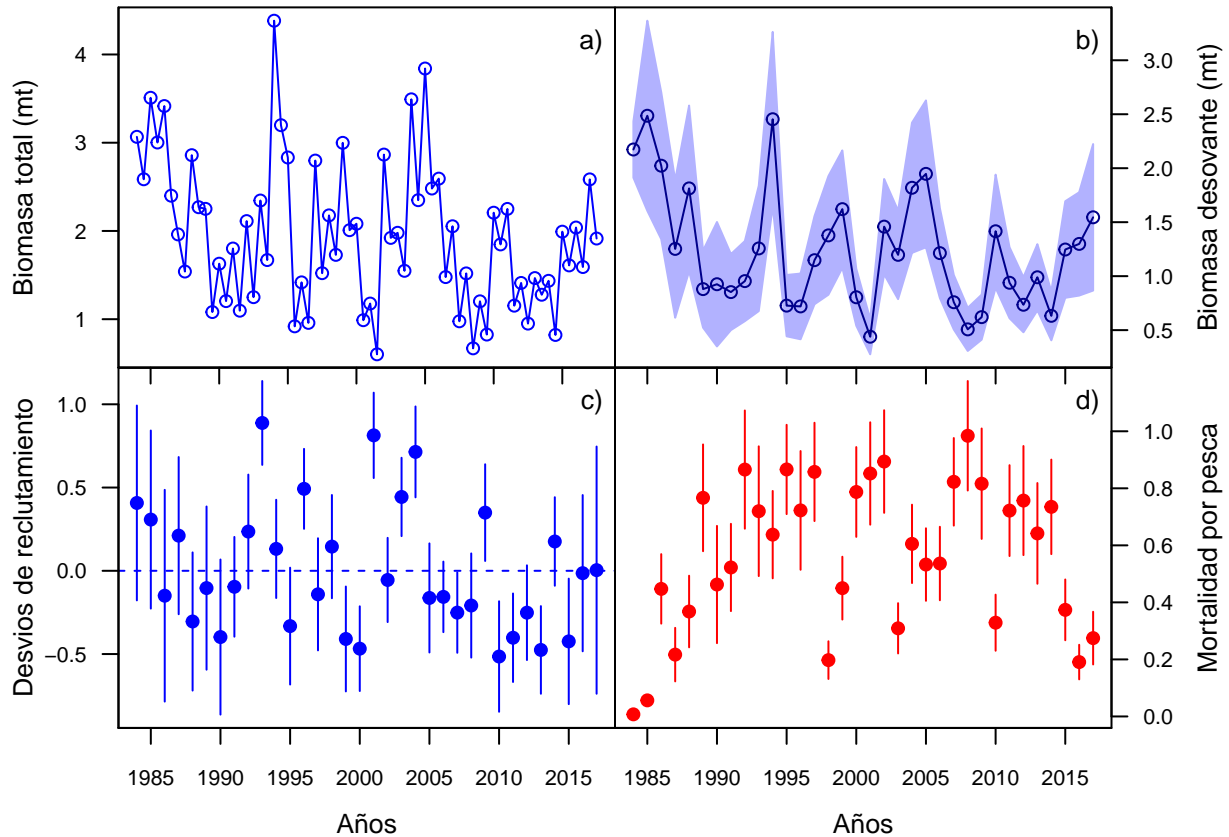 a)
Biomasa total (mt)
4
3
2
1
b)
Biomasa desovante (mt)
3.0
2.5
2.0
1.5
1.0
0.5
c)
Desvios de reclutamiento
1.0
0.5
0.0
−0.5
d)
Mortalidad por pesca
1.0
0.8
0.6
0.4
0.2
0.0
1985 1990 1995 2000 2005 2010 2015
1985 1990 1995 2000 2005 2010 2015
Años
Años